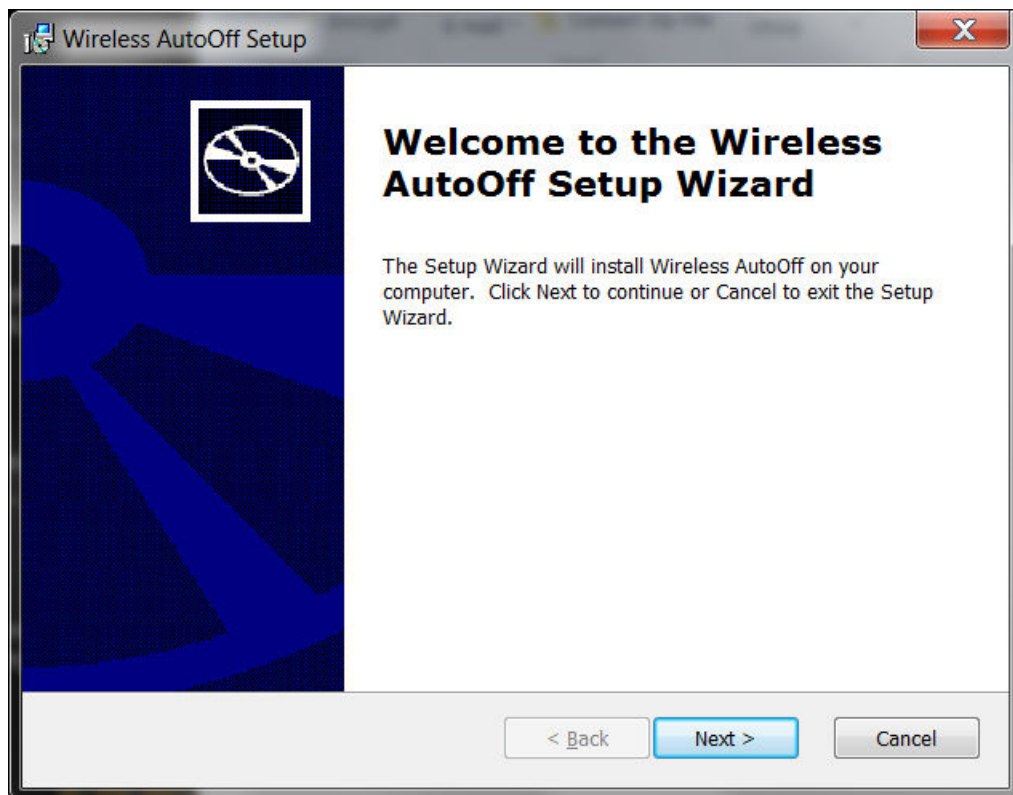 Wireless AutoOff Setup
Welcome to the Wireless
AutoOff Setup Wizard
The Setup Wizard will install Wireless AutoOff on your
computer.  Click Next to continue or Cancel to exit the Setup
Wizard.
< Back
Next >
Cancel